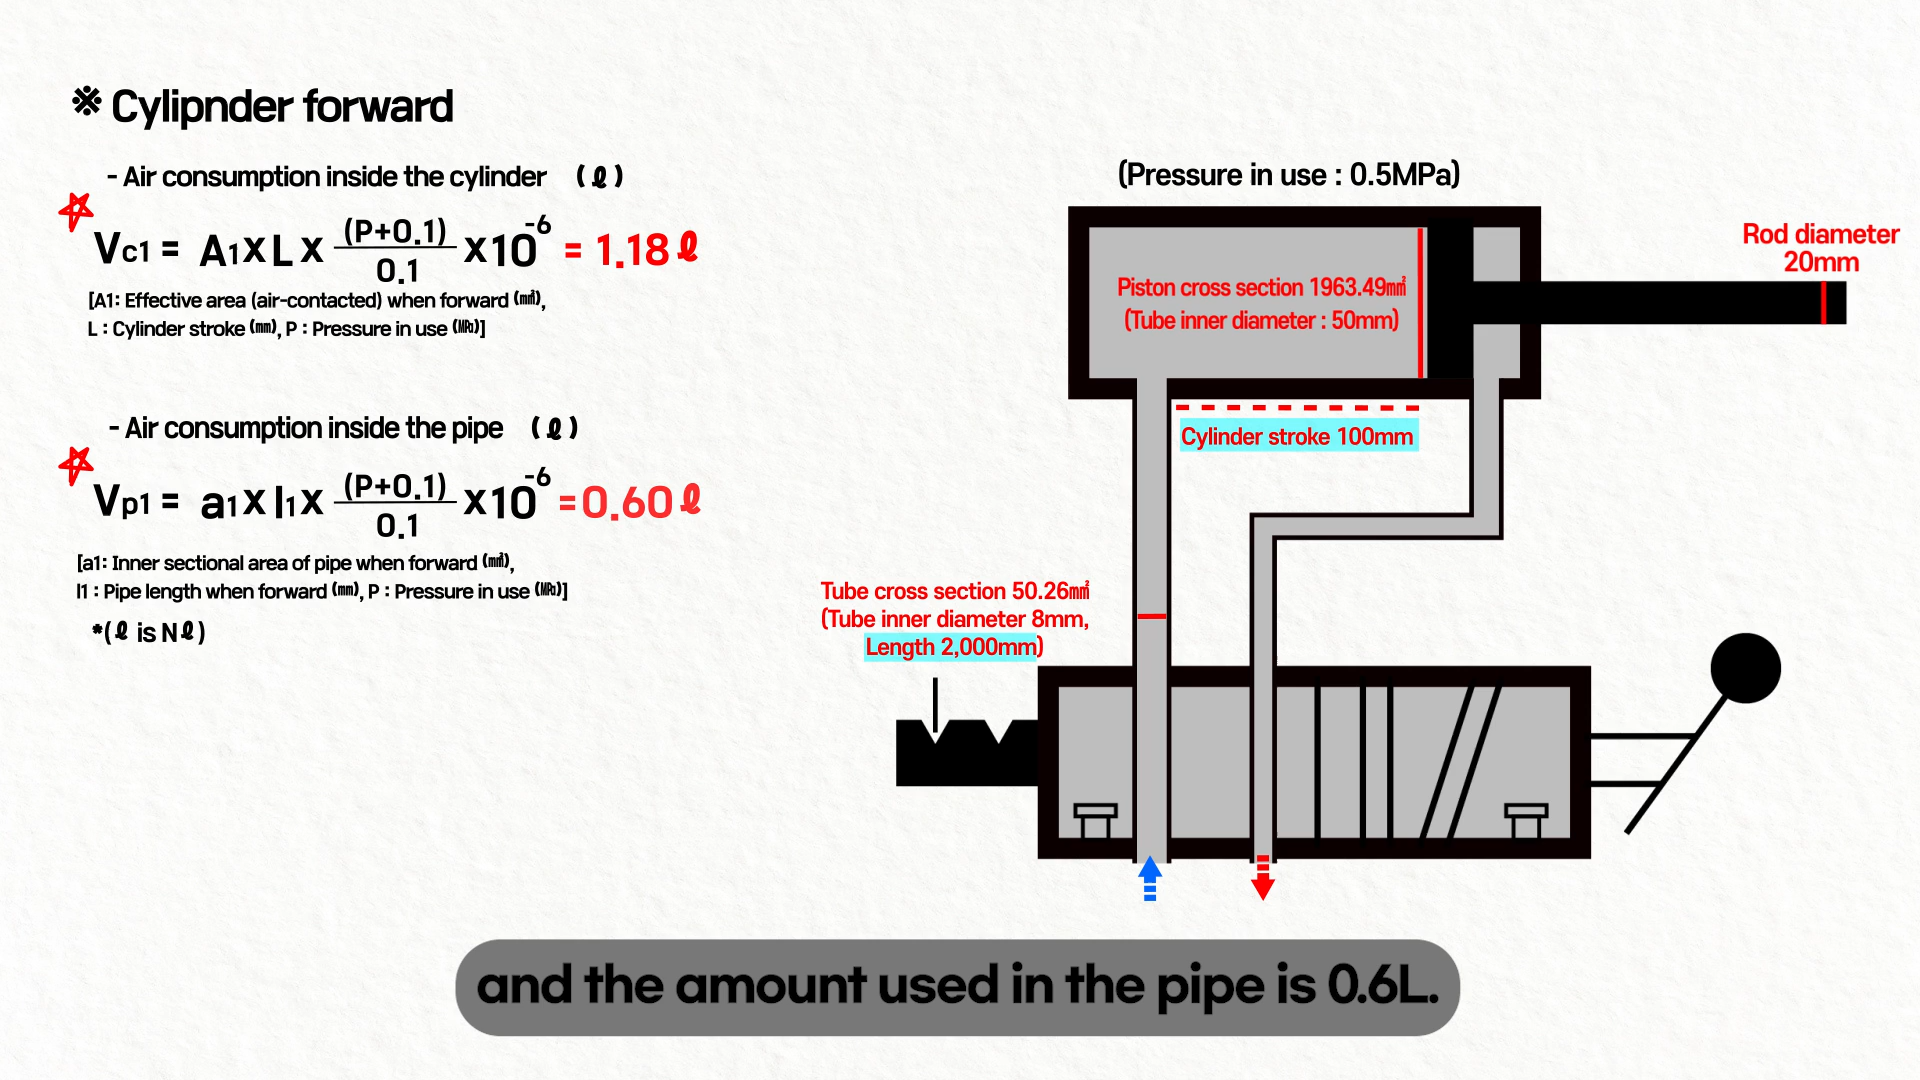 ※ Cylipnder forward
- Air consumption inside the cylinder (ℓ)
Vc1 = A1 x L x (P+0.1)/0.1 x 10^-6 = 1.18ℓ
[A1: Effective area (air-contacted) when forward (㎟),
L : Cylinder stroke (㎜), P : Pressure in use (㎫)]
- Air consumption inside the pipe (ℓ)
Vp1 = a1 x l1 x (P+0.1)/0.1 x 10^-6 = 0.60ℓ
[a1: Inner sectional area of pipe when forward (㎟),
l1 : Pipe length when forward (㎜), P : Pressure in use (㎫)]
*(ℓ is Nℓ)
(Pressure in use : 0.5MPa)
Rod diameter
20mm
Piston cross section 1963.49㎟
(Tube inner diameter : 50mm)
Cylinder stroke 100mm
Tube cross section 50.26㎟
(Tube inner diameter 8mm,
Length 2,000mm)
and the amount used in the pipe is 0.6L.